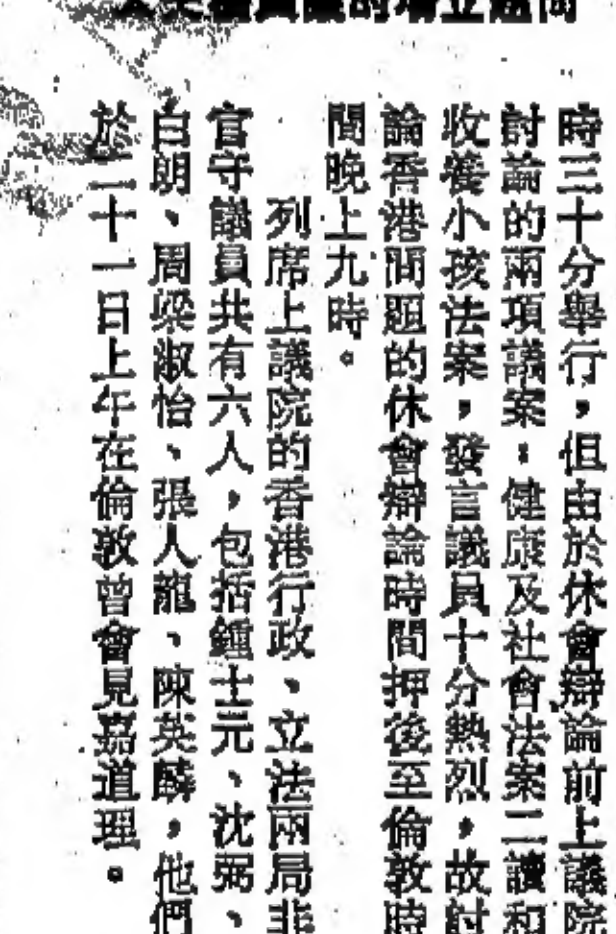 時三十分舉行，但由於休會辯論前上議院
討論的兩項議案：健康及社會法案二讀和
收養小孩法案，發言議員十分熱烈，故討
論香港問題的休會辯論時間押後至倫敦時
間晚上九時。
列席上議院的香港行政、立法兩局非
官守議員共有六人，包括鍾士元、沈弼、
白朗、周梁淑怡、張人龍、陳英麟，他們
於二十一日上午在倫敦曾會見嘉道理。